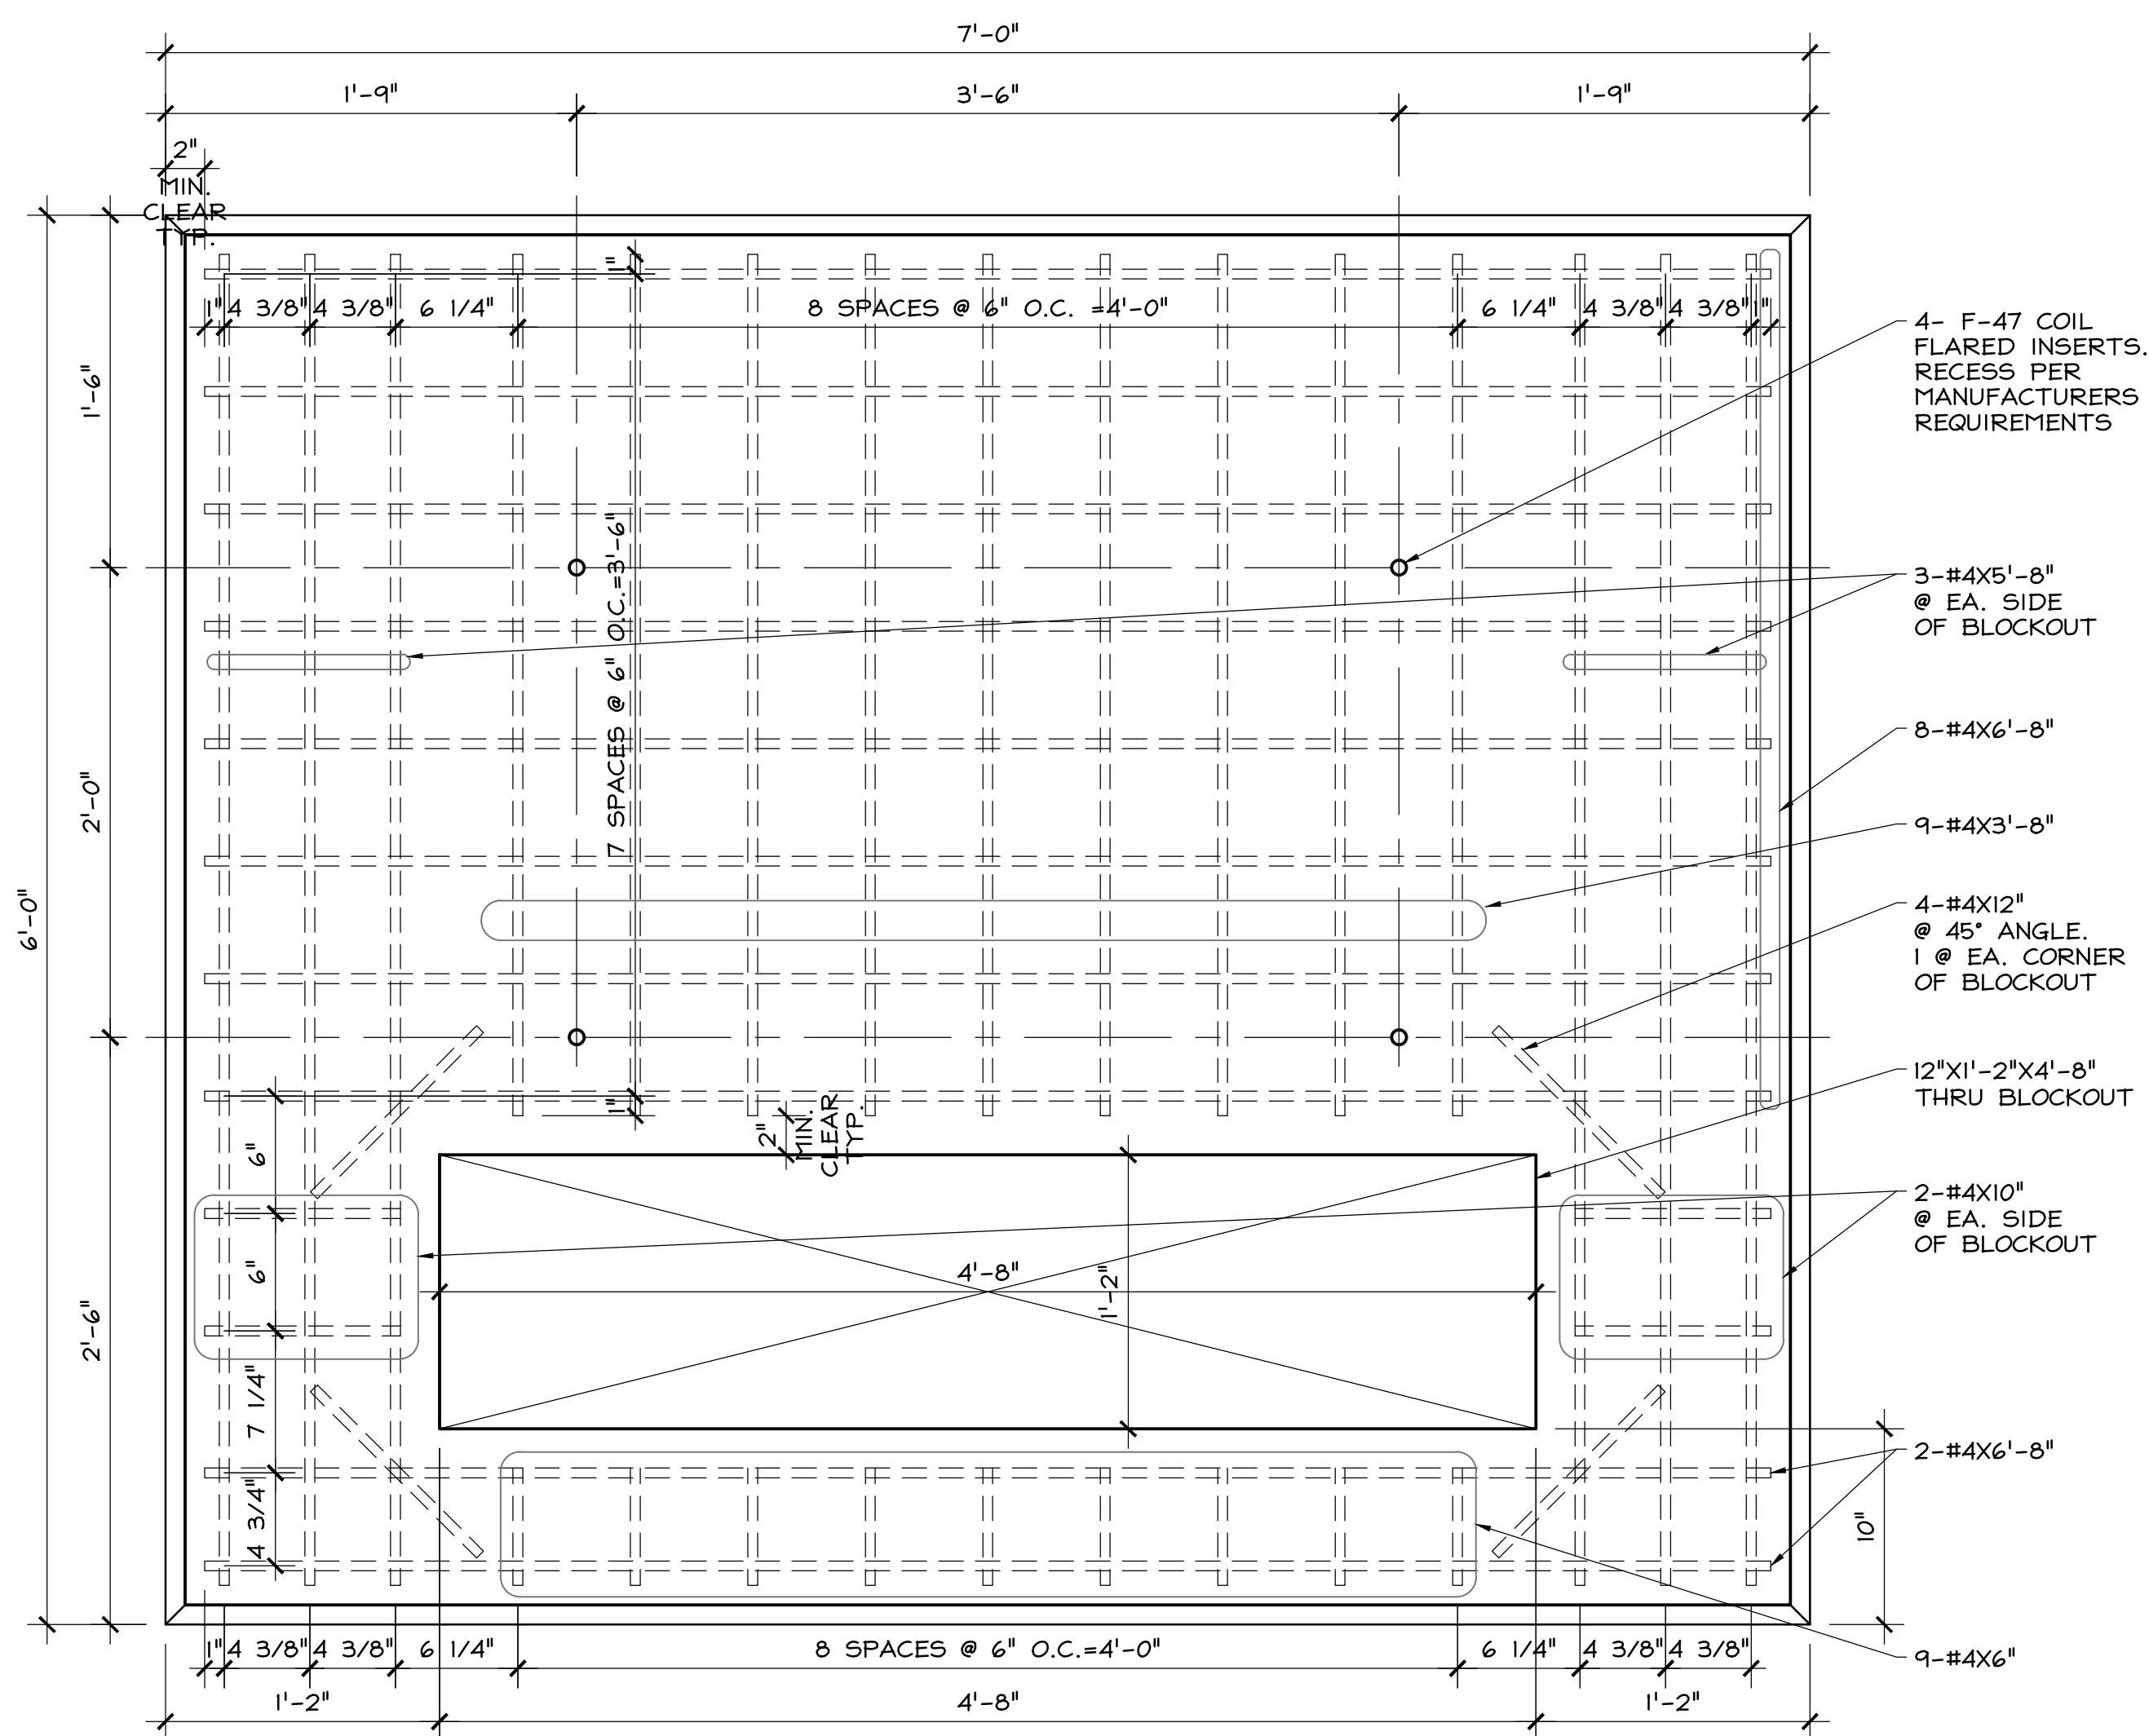 7'-0"
1'-9"
3'-6"
1'-9"
2"
MIN.
CLEAR
TYP.
1"
1"
4 3/8"
4 3/8"
6 1/4"
8 SPACES @ 6" O.C. =4'-0"
6 1/4"
4 3/8"
4 3/8"
1"
1'-6"
2'-0"
2'-6"
6'-0"
7 SPACES @ 6" O.C.=3'-6"
1"
2"
MIN.
CLEAR
TYP.
6"
6"
7 1/4"
4 3/4"
4'-8"
1'-2"
10"
4- F-47 COIL
FLARED INSERTS.
RECESS PER
MANUFACTURERS
REQUIREMENTS
3-#4X5'-8"
@ EA. SIDE
OF BLOCKOUT
8-#4X6'-8"
9-#4X3'-8"
4-#4X12"
@ 45° ANGLE.
1 @ EA. CORNER
OF BLOCKOUT
12"X1'-2"X4'-8"
THRU BLOCKOUT
2-#4X10"
@ EA. SIDE
OF BLOCKOUT
2-#4X6'-8"
9-#4X6"
1"
4 3/8"
4 3/8"
6 1/4"
8 SPACES @ 6" O.C.=4'-0"
6 1/4"
4 3/8"
4 3/8"
1'-2"
4'-8"
1'-2"